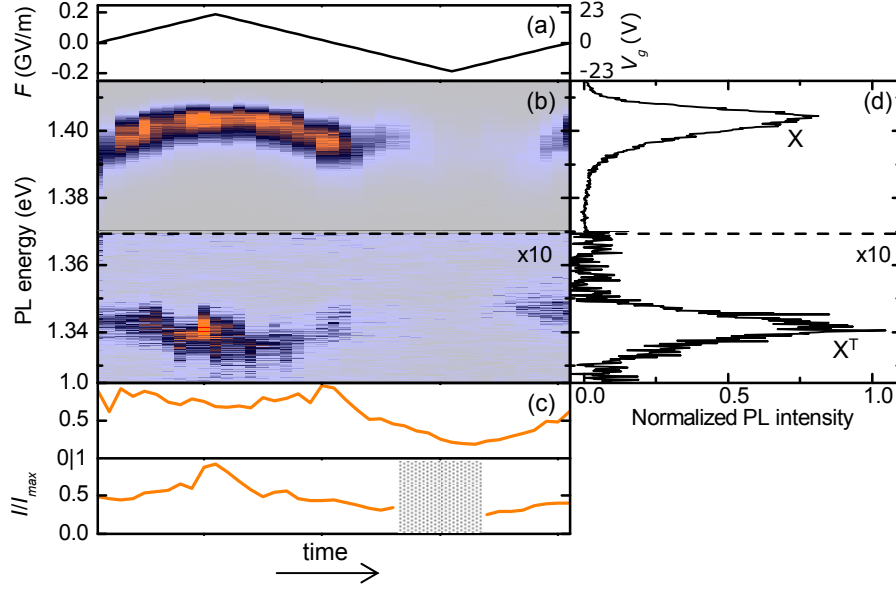 (a)
F (GV/m)
0.2
0.0
-0.2
23
0
-23
V_g (V)
(b)
(d)
PL energy (eV)
1.40
1.38
1.36
1.34
x10
X
x10
X^T
(c)
1.0
0.5
0|1
0.5
0.0
I/I_max
0.0
0.5
1.0
Normalized PL intensity
time